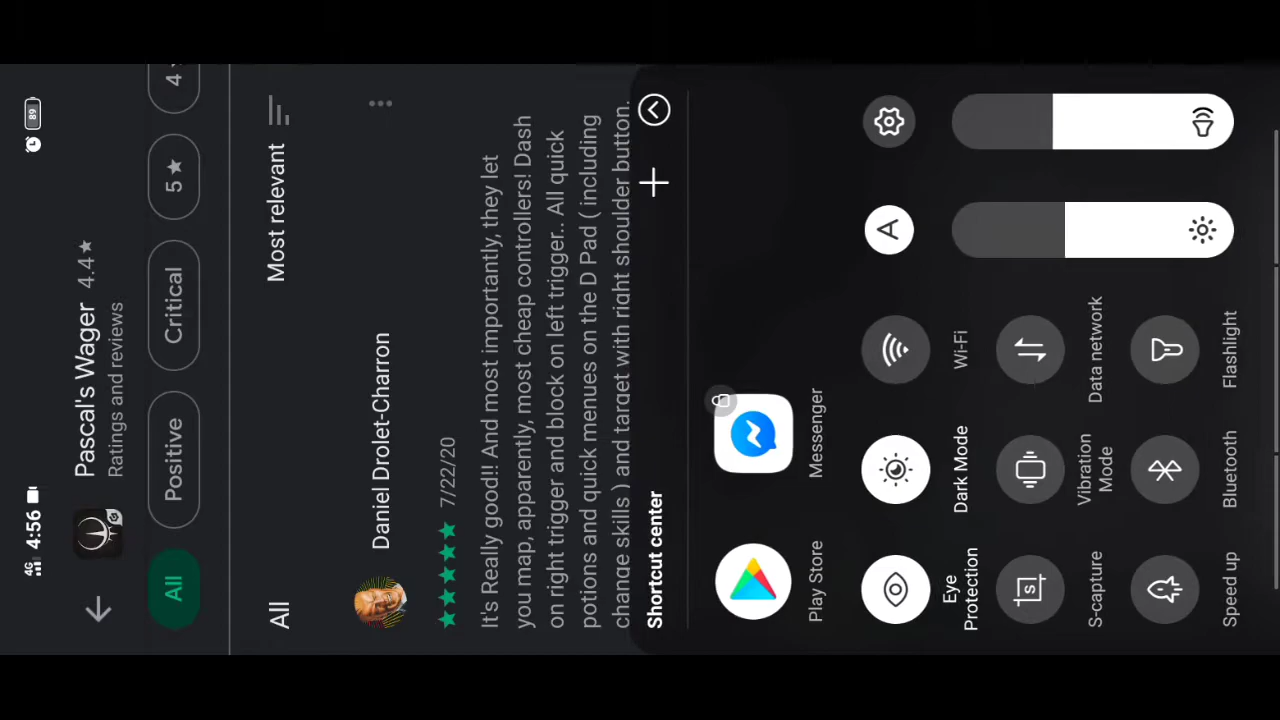 4G 4:56 89
Pascal's Wager 4.4★
Ratings and reviews
All Positive Critical 5★ 4
All Most relevant
Daniel Drolet-Charron
7/22/20
It's Really good!! And most importantly, they let
you map, apparently, most cheap controllers! Dash
on right trigger and block on left trigger.. All quick
potions and quick menues on the D Pad ( including
change skills ) and target with right shoulder button.
Shortcut center
Play Store Messenger
A
Eye
Protection
Dark Mode
Wi-Fi
S-capture
Vibration
Mode
Data network
Speed up
Bluetooth
Flashlight